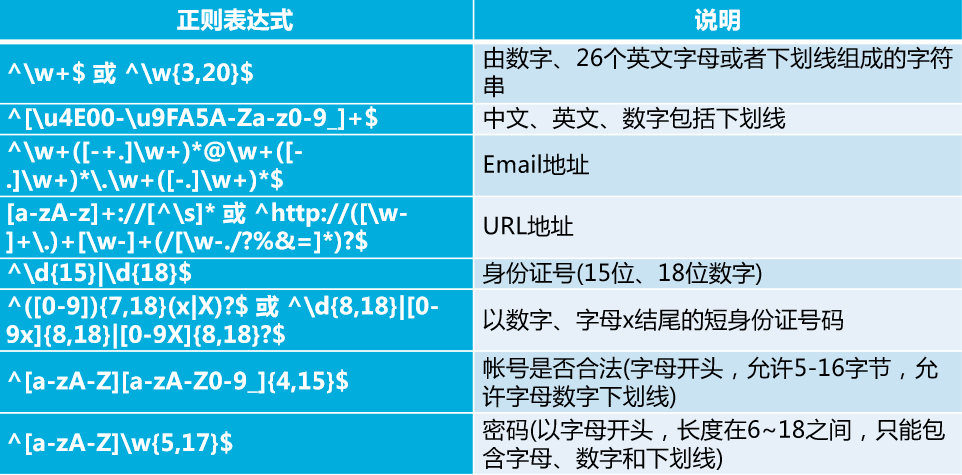 正则表达式
说明
^\w+$ 或 ^\w{3,20}$
由数字、26个英文字母或者下划线组成的字符
串
^[\u4E00-\u9FA5A-Za-z0-9_]+$
中文、英文、数字包括下划线
^\w+([-+.]\w+)*@\w+([-
.]\w+)*\.\w+([-.]\w+)*$
Email地址
[a-zA-z]+://[^\s]* 或 ^http://([\w-
]+\.)+[\w-]+(/[\w-./?%&=]*)?$
URL地址
^\d{15}|\d{18}$
身份证号(15位、18位数字)
^([0-9]){7,18}(x|X)?$ 或 ^\d{8,18}|[0-
9x]{8,18}|[0-9X]{8,18}?$
以数字、字母x结尾的短身份证号码
^[a-zA-Z][a-zA-Z0-9_]{4,15}$
帐号是否合法(字母开头，允许5-16字节，允
许字母数字下划线)
^[a-zA-Z]\w{5,17}$
密码(以字母开头，长度在6~18之间，只能包
含字母、数字和下划线)